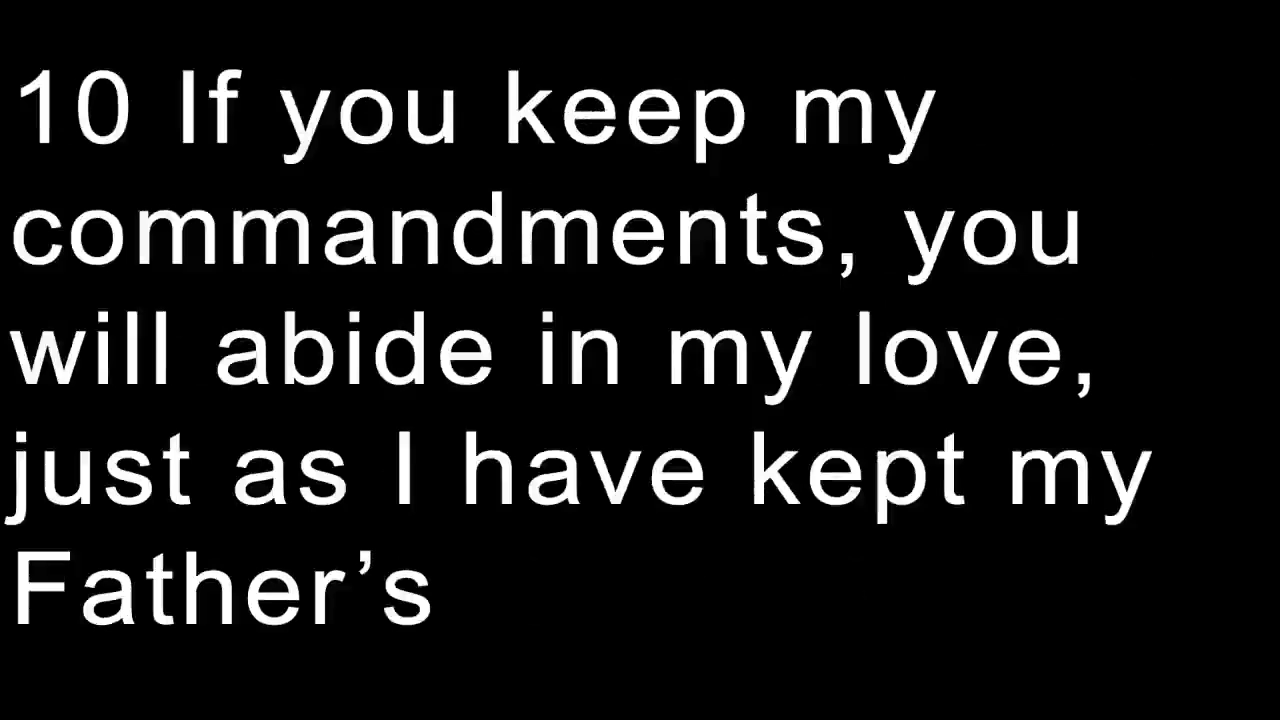 10 If you keep my
commandments, you
will abide in my love,
just as I have kept my
Father’s